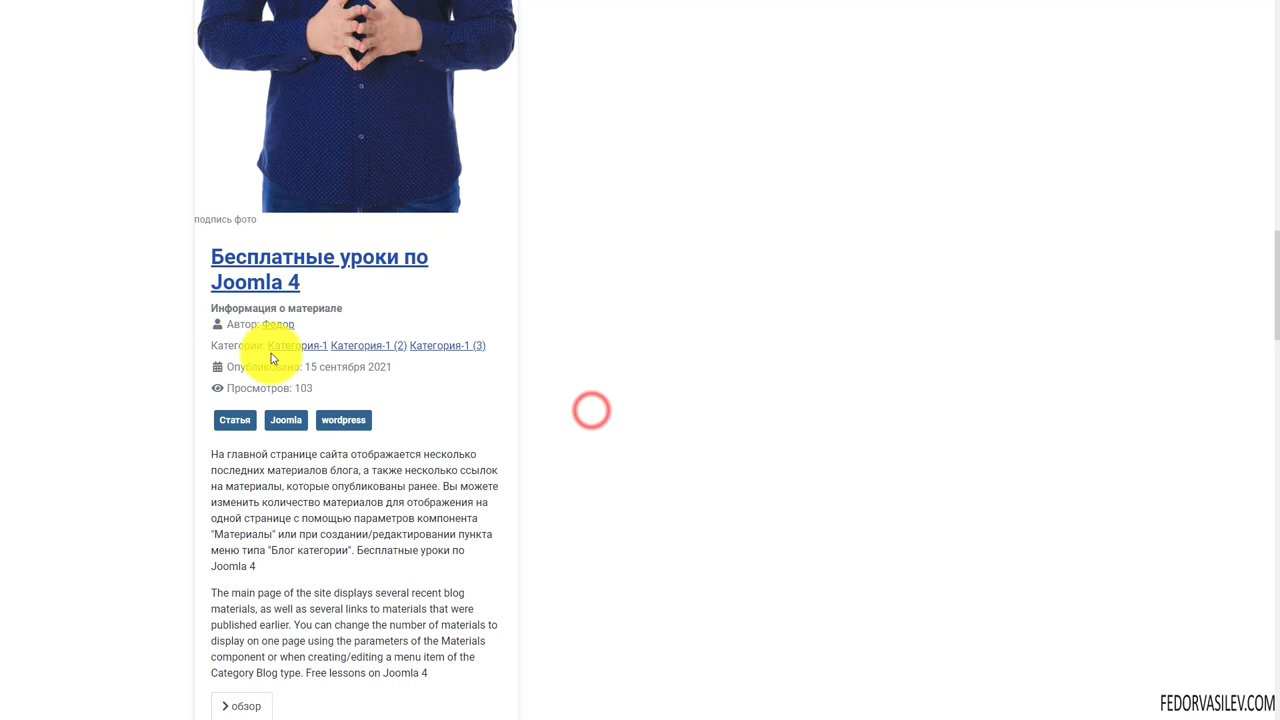 подпись фото
Бесплатные уроки по
Joomla 4
Информация о материале
Автор: Федор
Категории: Категория-1 Категория-1 (2) Категория-1 (3)
Опубликовано: 15 сентября 2021
Просмотров: 103
Статья Joomla wordpress
На главной странице сайта отображается несколько
последних материалов блога, а также несколько ссылок
на материалы, которые опубликованы ранее. Вы можете
изменить количество материалов для отображения на
одной странице с помощью параметров компонента
"Материалы" или при создании/редактировании пункта
меню типа "Блог категории". Бесплатные уроки по
Joomla 4
The main page of the site displays several recent blog
materials, as well as several links to materials that were
published earlier. You can change the number of materials to
display on one page using the parameters of the Materials
component or when creating/editing a menu item of the
Category Blog type. Free lessons on Joomla 4
обзор
FEDORVASILEV.COM